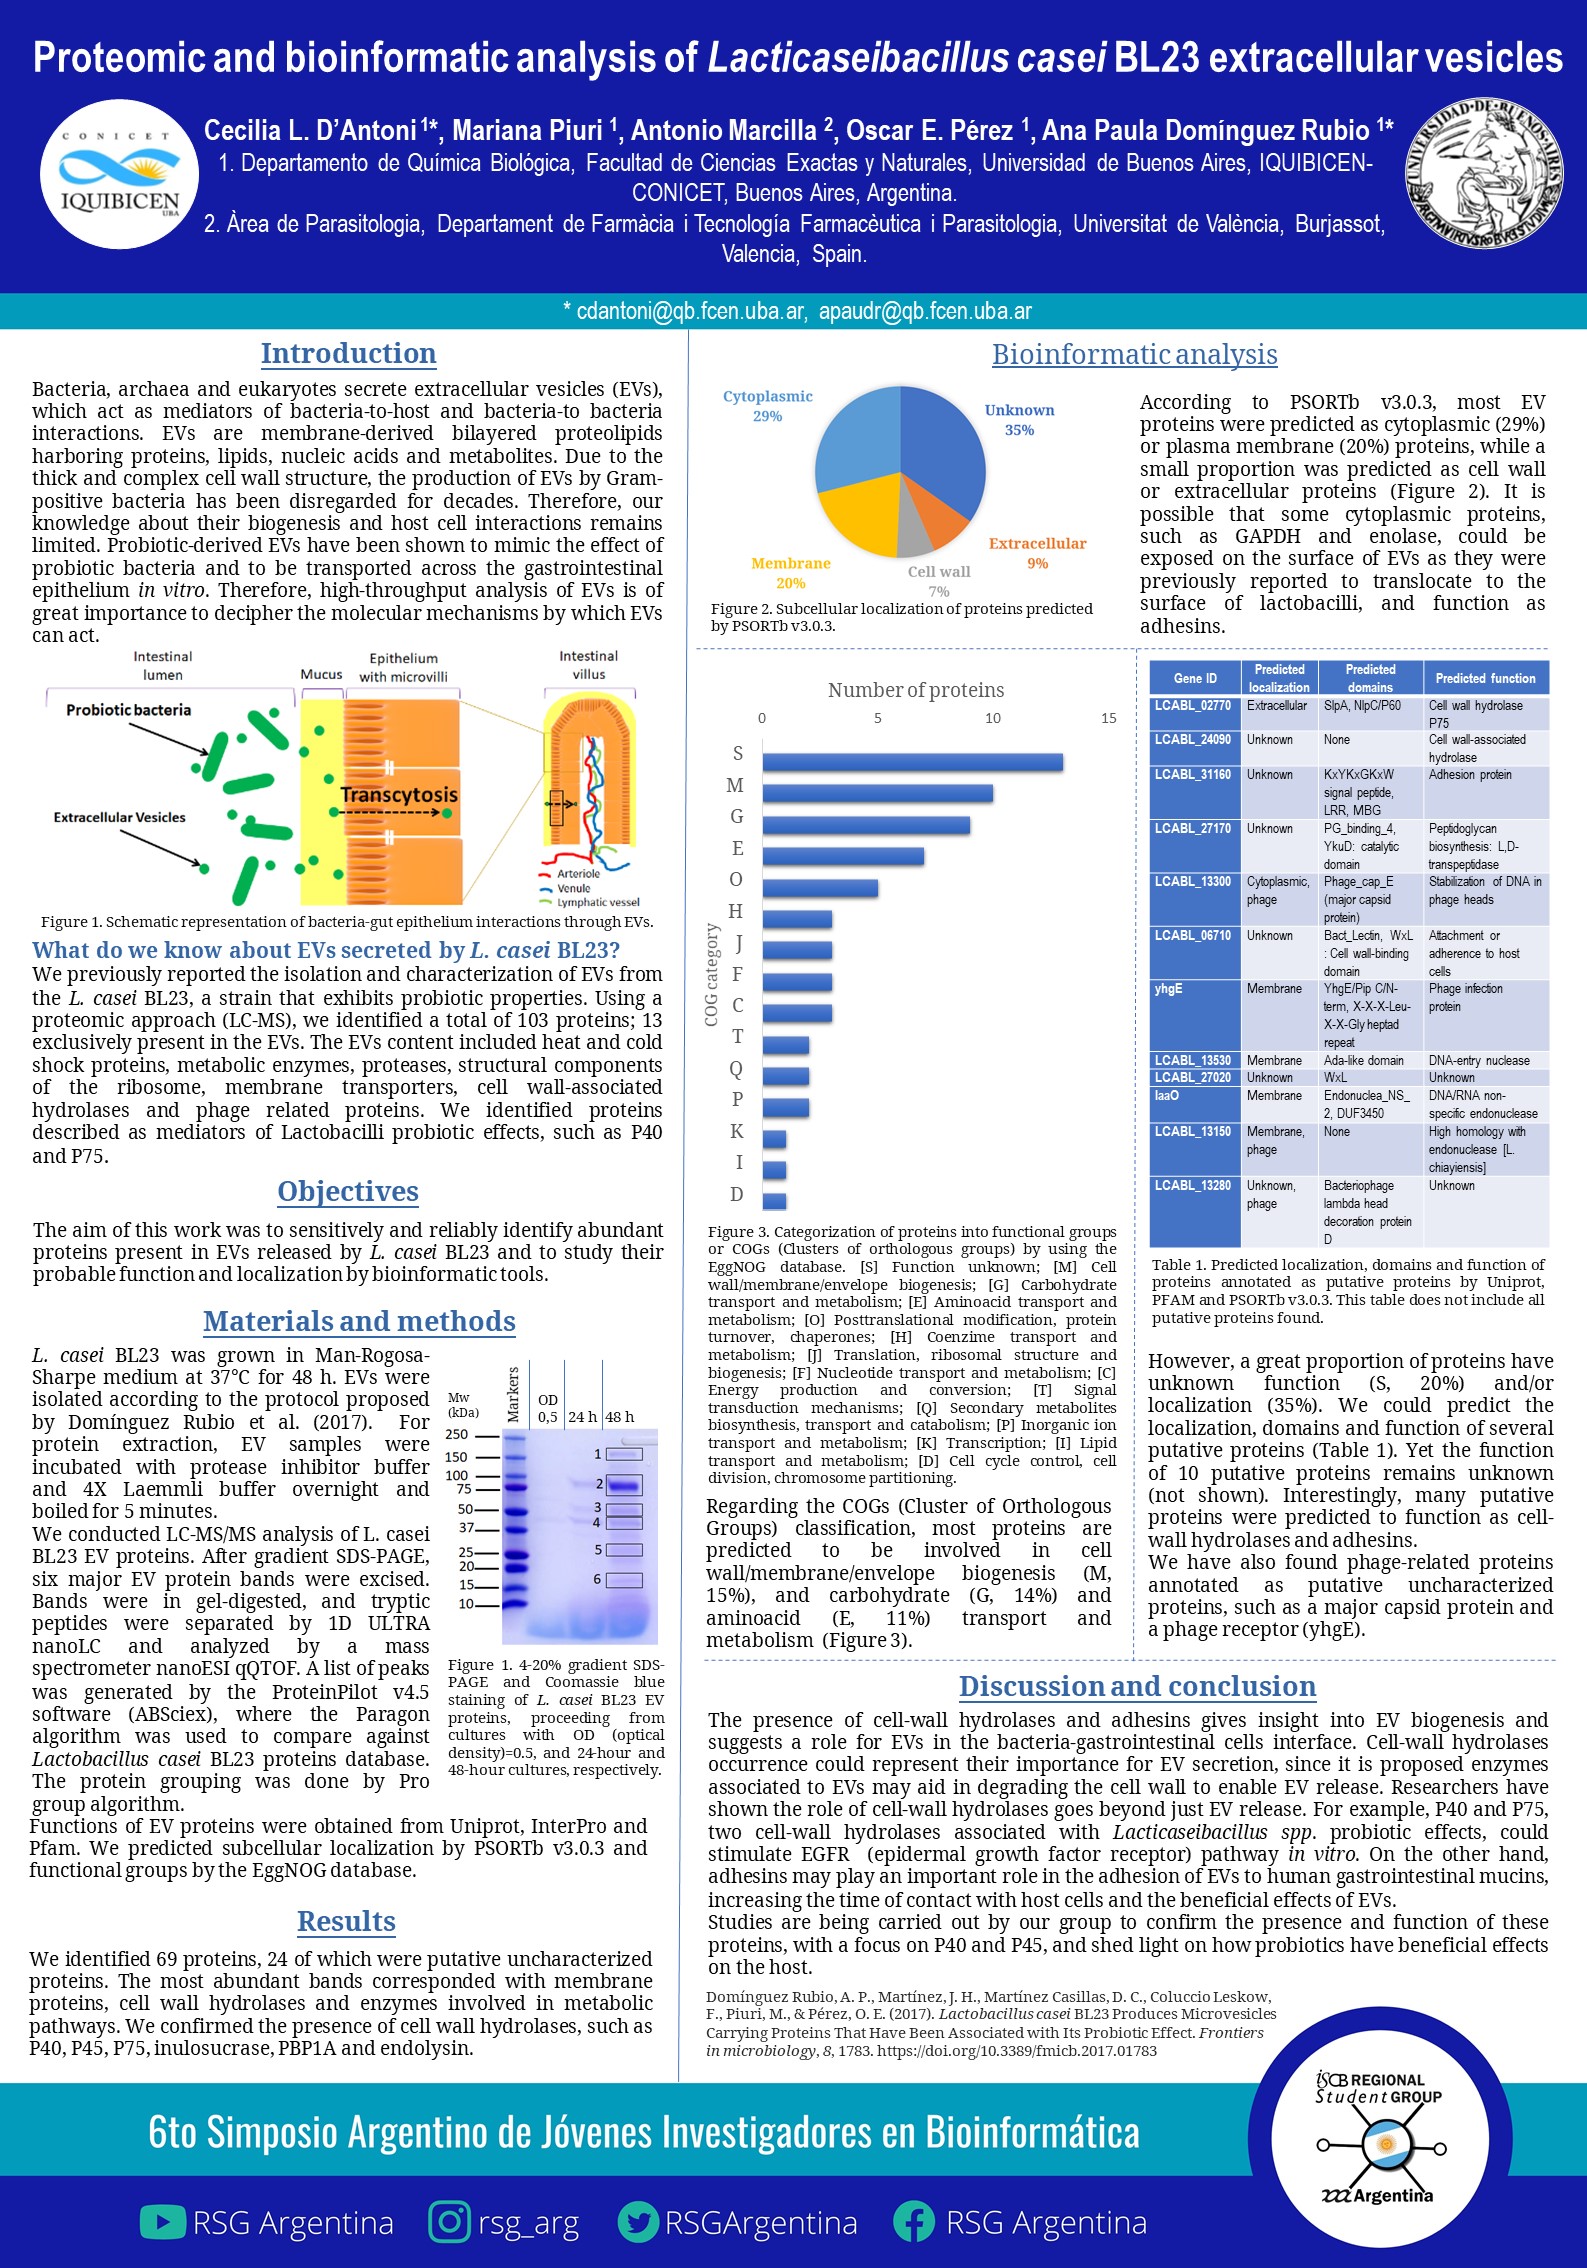 Proteomic and bioinformatic analysis of Lacticaseibacillus casei BL23 extracellular vesicles
CONICET
IQUIBICEN
UBA
Cecilia L. D'Antoni 1*, Mariana Piuri 1, Antonio Marcilla 2, Oscar E. Pérez 1, Ana Paula Domínguez Rubio 1*
1. Departamento de Química Biológica, Facultad de Ciencias Exactas y Naturales, Universidad de Buenos Aires, IQUIBICEN-
CONICET, Buenos Aires, Argentina.
2. Àrea de Parasitologia, Departament de Farmàcia i Tecnología Farmacèutica i Parasitologia, Universitat de València, Burjassot,
Valencia, Spain.
UNIVERSIDAD·DE·BUENOS·AIRES
* cdantoni@qb.fcen.uba.ar, apaudr@qb.fcen.uba.ar
Introduction
Bacteria, archaea and eukaryotes secrete extracellular vesicles (EVs),
which act as mediators of bacteria-to-host and bacteria-to bacteria
interactions. EVs are membrane-derived bilayered proteolipids
harboring proteins, lipids, nucleic acids and metabolites. Due to the
thick and complex cell wall structure, the production of EVs by Gram-
positive bacteria has been disregarded for decades. Therefore, our
knowledge about their biogenesis and host cell interactions remains
limited. Probiotic-derived EVs have been shown to mimic the effect of
probiotic bacteria and to be transported across the gastrointestinal
epithelium in vitro. Therefore, high-throughput analysis of EVs is of
great importance to decipher the molecular mechanisms by which EVs
can act.
Intestinal
lumen
Mucus
Epithelium
with microvilli
Intestinal
villus
Probiotic bacteria
Transcytosis
Extracellular Vesicles
Arteriole
Venule
Lymphatic vessel
Figure 1. Schematic representation of bacteria-gut epithelium interactions through EVs.
What do we know about EVs secreted by L. casei BL23?
We previously reported the isolation and characterization of EVs from
the L. casei BL23, a strain that exhibits probiotic properties. Using a
proteomic approach (LC-MS), we identified a total of 103 proteins; 13
exclusively present in the EVs. The EVs content included heat and cold
shock proteins, metabolic enzymes, proteases, structural components
of the ribosome, membrane transporters, cell wall-associated
hydrolases and phage related proteins. We identified proteins
described as mediators of Lactobacilli probiotic effects, such as P40
and P75.
Objectives
The aim of this work was to sensitively and reliably identify abundant
proteins present in EVs released by L. casei BL23 and to study their
probable function and localization by bioinformatic tools.
Materials and methods
L. casei BL23 was grown in Man-Rogosa-
Sharpe medium at 37°C for 48 h. EVs were
isolated according to the protocol proposed
by Domínguez Rubio et al. (2017). For
protein extraction, EV samples were
incubated with protease inhibitor buffer
and 4X Laemmli buffer overnight and
boiled for 5 minutes.
We conducted LC-MS/MS analysis of L. casei
BL23 EV proteins. After gradient SDS-PAGE,
six major EV protein bands were excised.
Bands were in gel-digested, and tryptic
peptides were separated by 1D ULTRA
nanoLC and analyzed by a mass
spectrometer nanoESI qQTOF. A list of peaks
was generated by the ProteinPilot v4.5
software (ABSciex), where the Paragon
algorithm was used to compare against
Lactobacillus casei BL23 proteins database.
The protein grouping was done by Pro
group algorithm.
Functions of EV proteins were obtained from Uniprot, InterPro and
Pfam. We predicted subcellular localization by PSORTb v3.0.3 and
functional groups by the EggNOG database.
Mw
(kDa)
Markers
OD
0,5
24 h
48 h
250
150
100
75
50
37
25
20
15
10
1
2
3
4
5
6
Figure 1. 4-20% gradient SDS-
PAGE and Coomassie blue
staining of L. casei BL23 EV
proteins, proceeding from
cultures with OD (optical
density)=0.5, and 24-hour and
48-hour cultures, respectively.
Results
We identified 69 proteins, 24 of which were putative uncharacterized
proteins. The most abundant bands corresponded with membrane
proteins, cell wall hydrolases and enzymes involved in metabolic
pathways. We confirmed the presence of cell wall hydrolases, such as
P40, P45, P75, inulosucrase, PBP1A and endolysin.
Bioinformatic analysis
Cytoplasmic
29%
Unknown
35%
Extracellular
9%
Cell wall
7%
Membrane
20%
Figure 2. Subcellular localization of proteins predicted
by PSORTb v3.0.3.
According to PSORTb v3.0.3, most EV
proteins were predicted as cytoplasmic (29%)
or plasma membrane (20%) proteins, while a
small proportion was predicted as cell wall
or extracellular proteins (Figure 2). It is
possible that some cytoplasmic proteins,
such as GAPDH and enolase, could be
exposed on the surface of EVs as they were
previously reported to translocate to the
surface of lactobacilli, and function as
adhesins.
Number of proteins
0 5 10 15
COG category
S
M
G
E
O
H
J
F
C
T
Q
P
K
I
D
Figure 3. Categorization of proteins into functional groups
or COGs (Clusters of orthologous groups) by using the
EggNOG database. [S] Function unknown; [M] Cell
wall/membrane/envelope biogenesis; [G] Carbohydrate
transport and metabolism; [E] Aminoacid transport and
metabolism; [O] Posttranslational modification, protein
turnover, chaperones; [H] Coenzime transport and
metabolism; [J] Translation, ribosomal structure and
biogenesis; [F] Nucleotide transport and metabolism; [C]
Energy production and conversion; [T] Signal
transduction mechanisms; [Q] Secondary metabolites
biosynthesis, transport and catabolism; [P] Inorganic ion
transport and metabolism; [K] Transcription; [I] Lipid
transport and metabolism; [D] Cell cycle control, cell
division, chromosome partitioning.
Regarding the COGs (Cluster of Orthologous
Groups) classification, most proteins are
predicted to be involved in cell
wall/membrane/envelope biogenesis (M,
15%), and carbohydrate (G, 14%) and
aminoacid (E, 11%) transport and
metabolism (Figure 3).
Gene ID Predicted localization Predicted domains Predicted function
LCABL_02770 Extracellular SlpA, NlpC/P60 Cell wall hydrolase P75
LCABL_24090 Unknown None Cell wall-associated hydrolase
LCABL_31160 Unknown KxYKxGKxW signal peptide, LRR, MBG Adhesion protein
LCABL_27170 Unknown PG_binding_4, YkuD: catalytic domain Peptidoglycan biosynthesis: L,D-transpeptidase
LCABL_13300 Cytoplasmic, phage Phage_cap_E (major capsid protein) Stabilization of DNA in phage heads
LCABL_06710 Unknown Bact_Lectin, WxL : Cell wall-binding domain Attachment or adherence to host cells
yhgE Membrane YhgE/Pip C/N-term, X-X-X-Leu-X-X-Gly heptad repeat Phage infection protein
LCABL_13530 Membrane Ada-like domain DNA-entry nuclease
LCABL_27020 Unknown WxL Unknown
laaO Membrane Endonuclea_NS_2, DUF3450 DNA/RNA non-specific endonuclease
LCABL_13150 Membrane, phage None High homology with endonuclease [L. chiayiensis]
LCABL_13280 Unknown, phage Bacteriophage lambda head decoration protein D Unknown
Table 1. Predicted localization, domains and function of
proteins annotated as putative proteins by Uniprot,
PFAM and PSORTb v3.0.3. This table does not include all
putative proteins found.
However, a great proportion of proteins have
unknown function (S, 20%) and/or
localization (35%). We could predict the
localization, domains and function of several
putative proteins (Table 1). Yet the function
of 10 putative proteins remains unknown
(not shown). Interestingly, many putative
proteins were predicted to function as cell-
wall hydrolases and adhesins.
We have also found phage-related proteins
annotated as putative uncharacterized
proteins, such as a major capsid protein and
a phage receptor (yhgE).
Discussion and conclusion
The presence of cell-wall hydrolases and adhesins gives insight into EV biogenesis and
suggests a role for EVs in the bacteria-gastrointestinal cells interface. Cell-wall hydrolases
occurrence could represent their importance for EV secretion, since it is proposed enzymes
associated to EVs may aid in degrading the cell wall to enable EV release. Researchers have
shown the role of cell-wall hydrolases goes beyond just EV release. For example, P40 and P75,
two cell-wall hydrolases associated with Lacticaseibacillus spp. probiotic effects, could
stimulate EGFR (epidermal growth factor receptor) pathway in vitro. On the other hand,
adhesins may play an important role in the adhesion of EVs to human gastrointestinal mucins,
increasing the time of contact with host cells and the beneficial effects of EVs.
Studies are being carried out by our group to confirm the presence and function of these
proteins, with a focus on P40 and P45, and shed light on how probiotics have beneficial effects
on the host.
Domínguez Rubio, A. P., Martínez, J. H., Martínez Casillas, D. C., Coluccio Leskow,
F., Piuri, M., & Pérez, O. E. (2017). Lactobacillus casei BL23 Produces Microvesicles
Carrying Proteins That Have Been Associated with Its Probiotic Effect. Frontiers
in microbiology, 8, 1783. https://doi.org/10.3389/fmicb.2017.01783
iSCB REGIONAL
Student GROUP
Argentina
6to Simposio Argentino de Jóvenes Investigadores en Bioinformática
RSG Argentina
rsg_arg
RSGArgentina
RSG Argentina